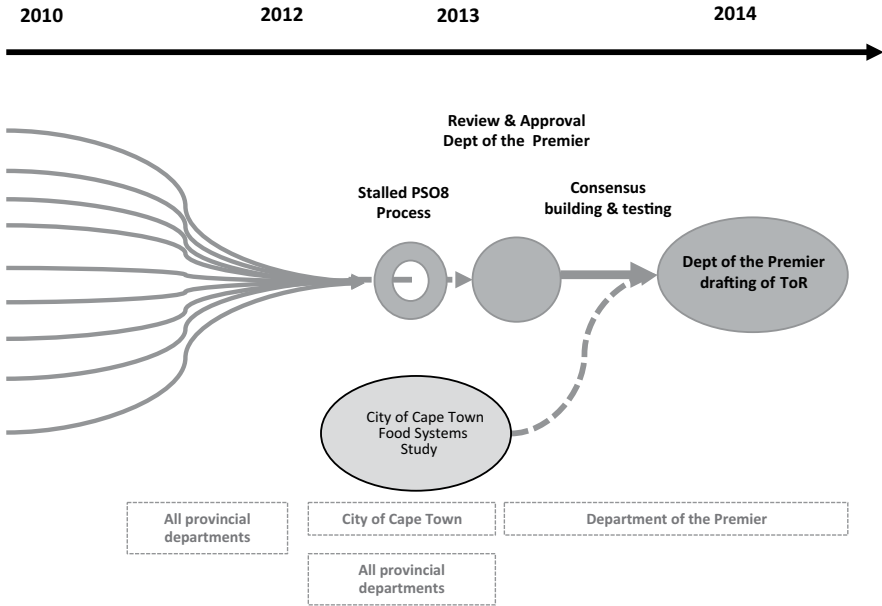 2010 2012 2013 2014
Review & Approval
Dept of the Premier
Stalled PSO8
Process
Consensus
building & testing
Dept of the Premier
drafting of ToR
City of Cape Town
Food Systems
Study
All provincial
departments
City of Cape Town
Department of the Premier
All provincial
departments